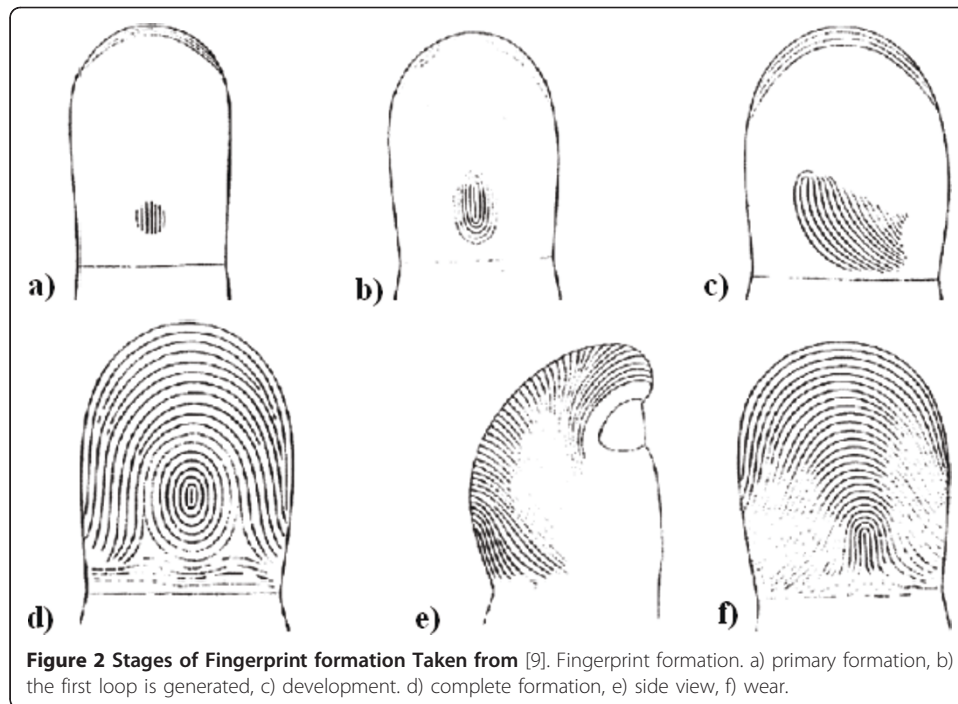 a)
b)
c)
d)
e)
f)
Figure 2 Stages of Fingerprint formation Taken from [9]. Fingerprint formation. a) primary formation, b)
the first loop is generated, c) development. d) complete formation, e) side view, f) wear.